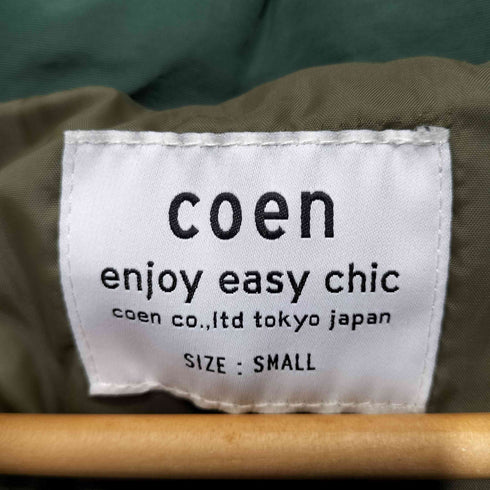 coen
enjoy easy chic
coen co.,ltd tokyo japan
SIZE : SMALL